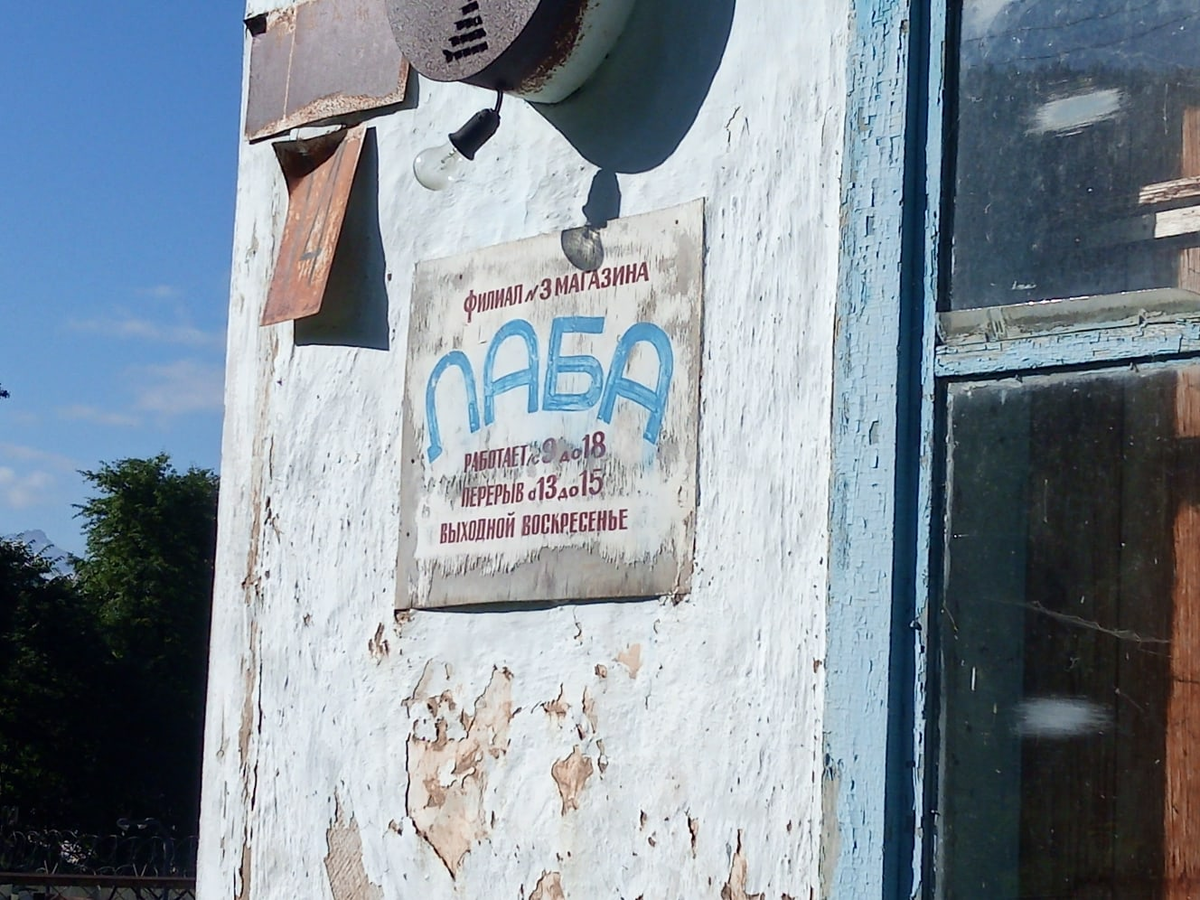 ФИЛИАЛ №3 МАГАЗИНА
ЛАБА
РАБОТАЕТ с 9 до 18
ПЕРЕРЫВ с 13 до 15
ВЫХОДНОЙ ВОСКРЕСЕНЬЕ